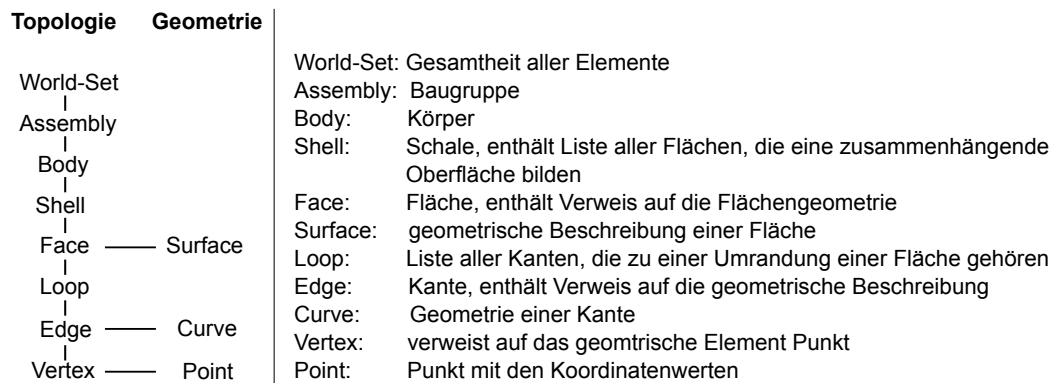 Topologie Geometrie
World-Set
Assembly
Body
Shell
Face Surface
Loop
Edge Curve
Vertex Point
World-Set: Gesamtheit aller Elemente
Assembly: Baugruppe
Body: Körper
Shell: Schale, enthält Liste aller Flächen, die eine zusammenhängende
Oberfläche bilden
Face: Fläche, enthält Verweis auf die Flächengeometrie
Surface: geometrische Beschreibung einer Fläche
Loop: Liste aller Kanten, die zu einer Umrandung einer Fläche gehören
Edge: Kante, enthält Verweis auf die geometrische Beschreibung
Curve: Geometrie einer Kante
Vertex: verweist auf das geomtrische Element Punkt
Point: Punkt mit den Koordinatenwerten